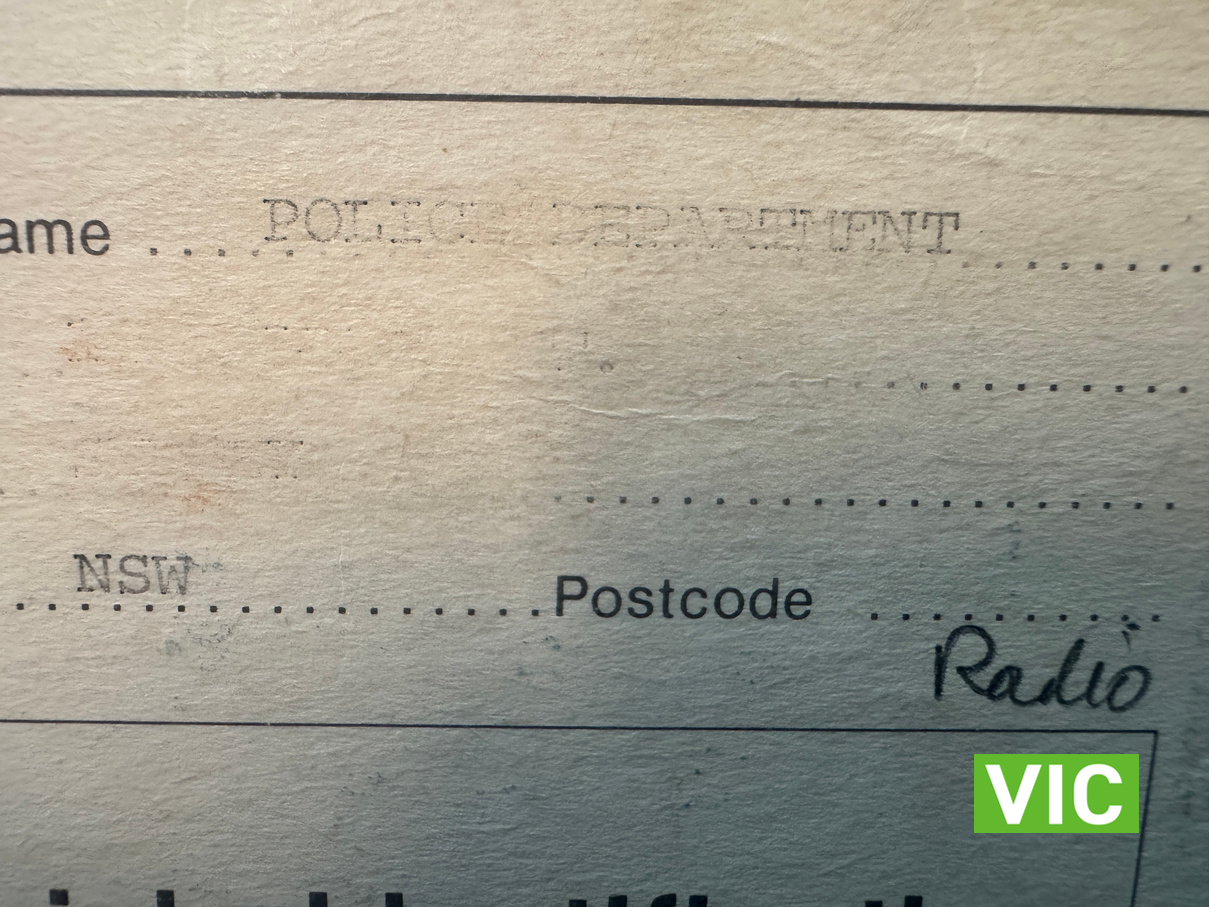 ame .... POLICE DEPARTMENT ........
..........
....................
NSW
.................Postcode .........
Radio
VIC